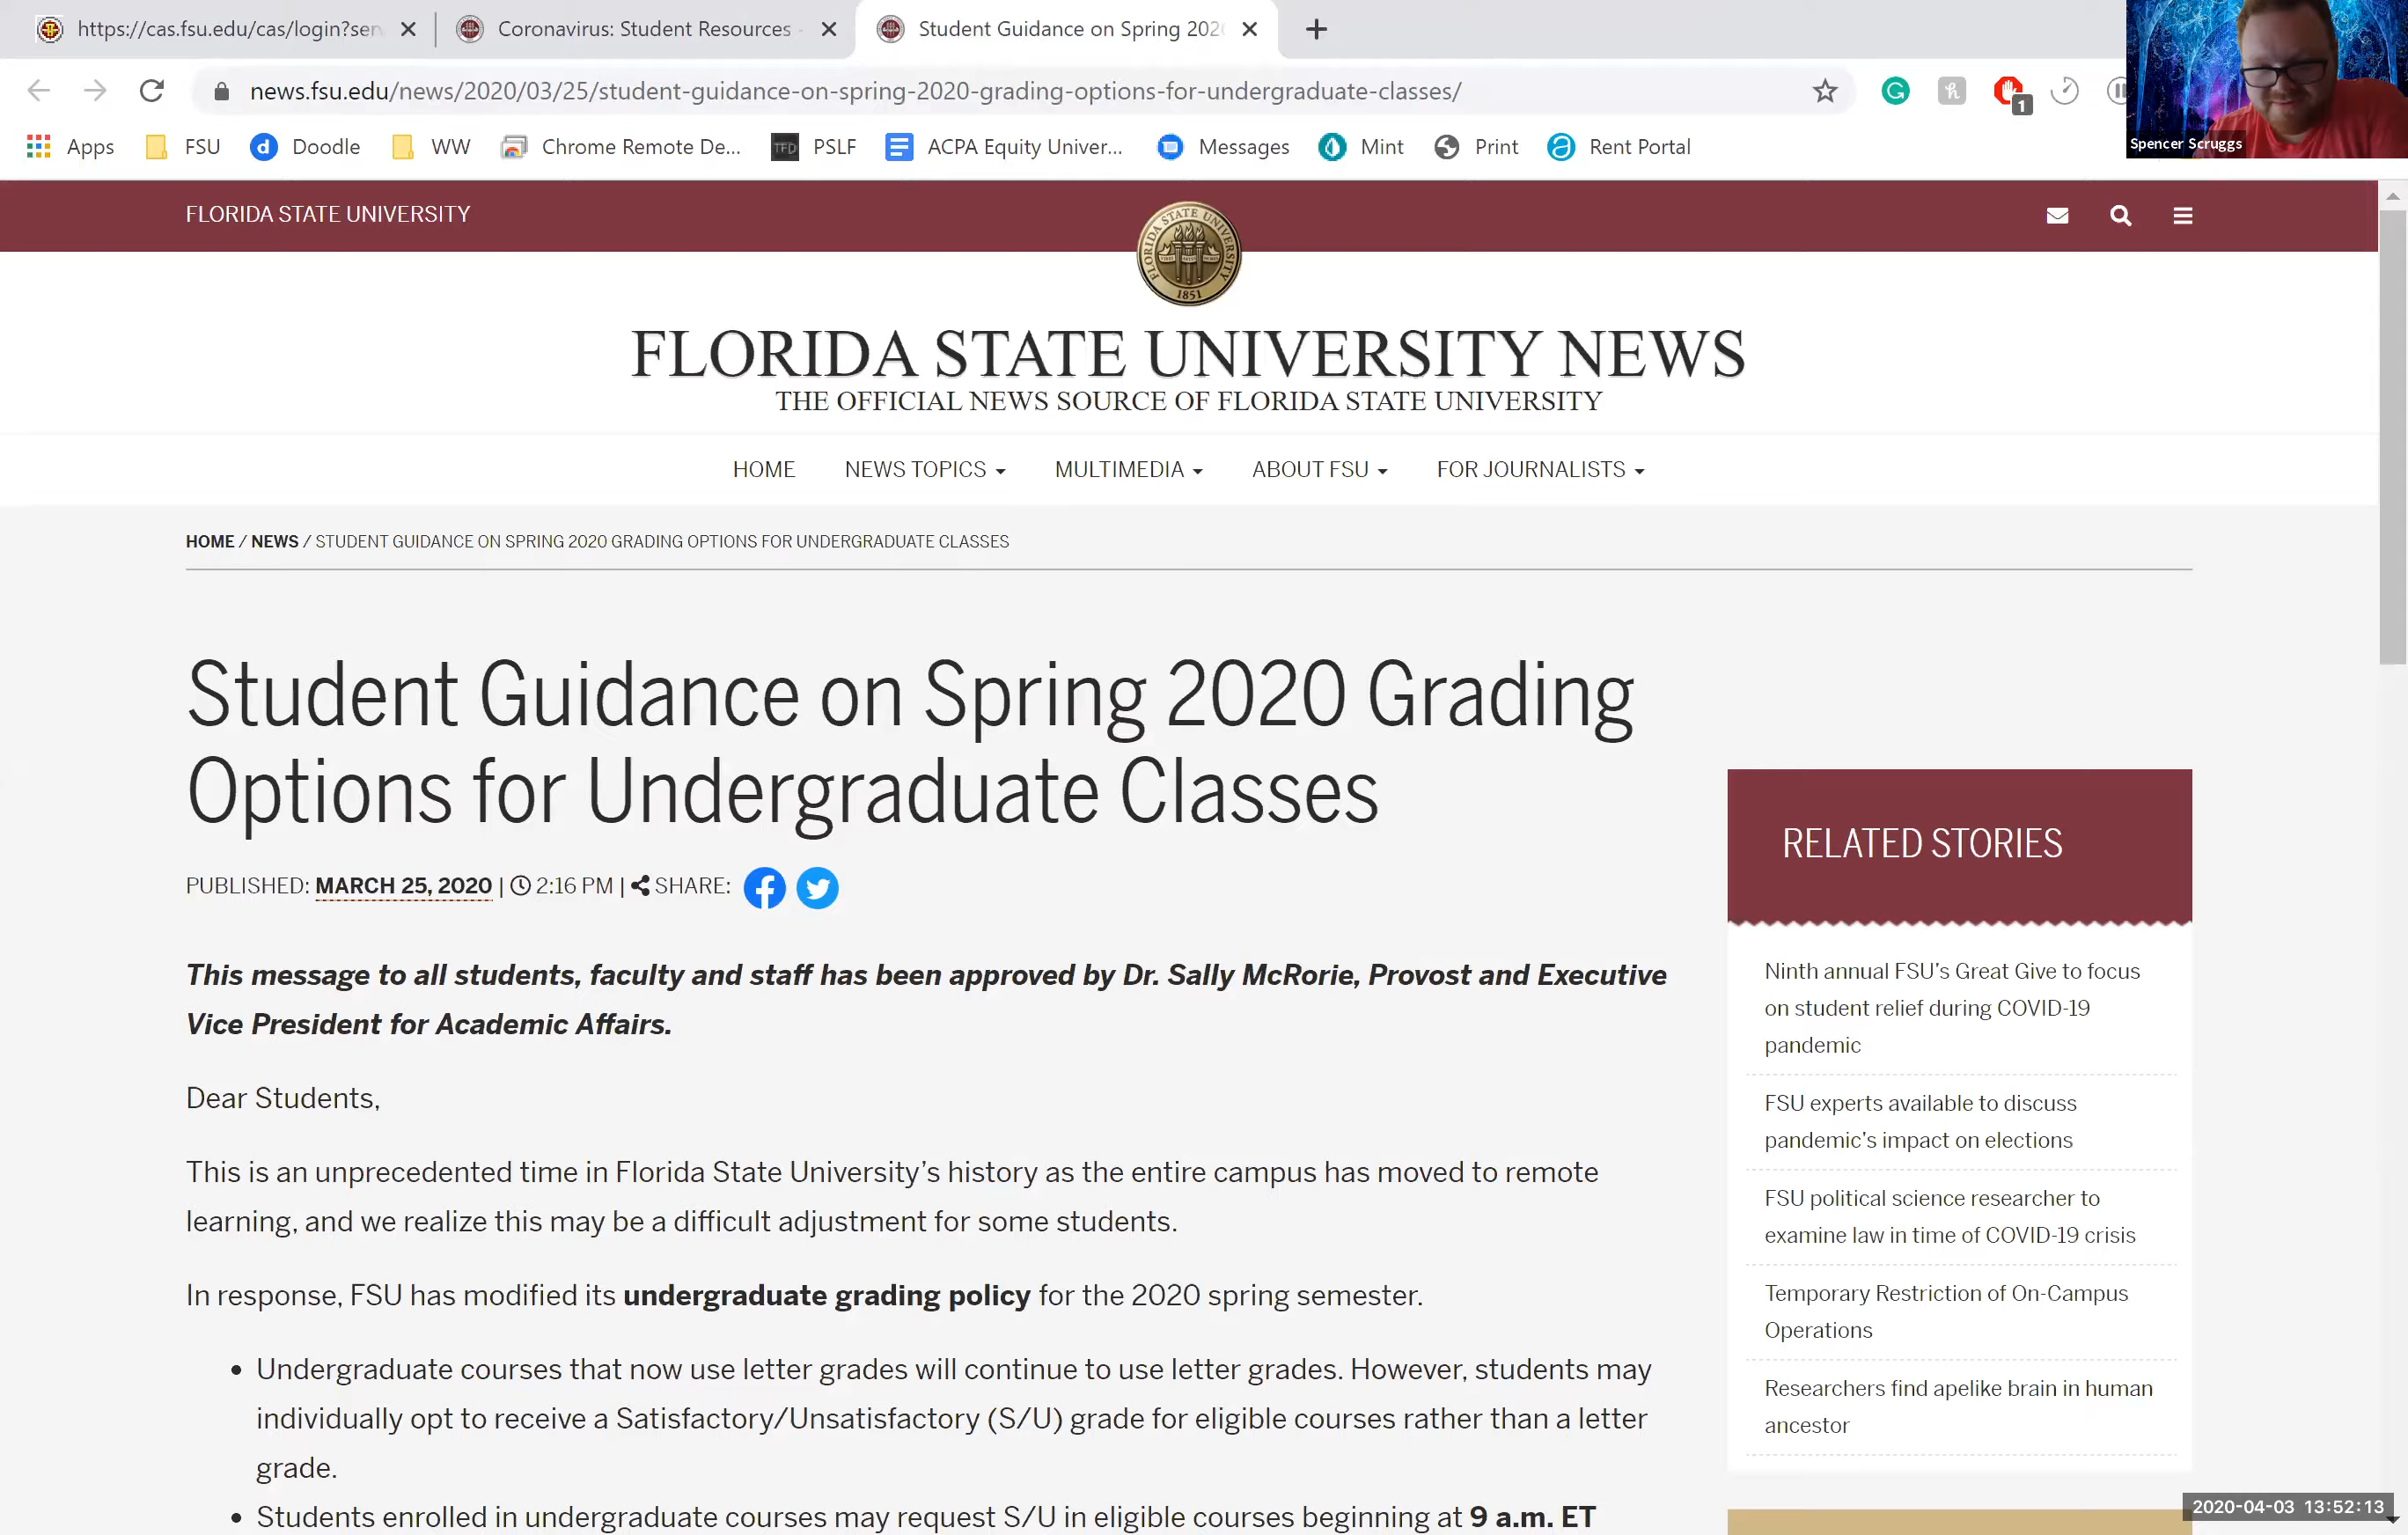 https://cas.fsu.edu/cas/login?ser
Coronavirus: Student Resources -
Student Guidance on Spring 202
news.fsu.edu/news/2020/03/25/student-guidance-on-spring-2020-grading-options-for-undergraduate-classes/
1
Spencer Scruggs
Apps
FSU
Doodle
WW
Chrome Remote De...
TFD
PSLF
ACPA Equity Univer...
Messages
Mint
Print
Rent Portal
FLORIDA STATE UNIVERSITY
FLORIDA STATE UNIVERSITY
1851
FLORIDA STATE UNIVERSITY NEWS
THE OFFICIAL NEWS SOURCE OF FLORIDA STATE UNIVERSITY
HOME
NEWS TOPICS
MULTIMEDIA
ABOUT FSU
FOR JOURNALISTS
HOME / NEWS / STUDENT GUIDANCE ON SPRING 2020 GRADING OPTIONS FOR UNDERGRADUATE CLASSES
Student Guidance on Spring 2020 Grading
Options for Undergraduate Classes
PUBLISHED: MARCH 25, 2020 | 2:16 PM | SHARE:
This message to all students, faculty and staff has been approved by Dr. Sally McRorie, Provost and Executive
Vice President for Academic Affairs.
Dear Students,
This is an unprecedented time in Florida State University's history as the entire campus has moved to remote
learning, and we realize this may be a difficult adjustment for some students.
In response, FSU has modified its undergraduate grading policy for the 2020 spring semester.
• Undergraduate courses that now use letter grades will continue to use letter grades. However, students may
individually opt to receive a Satisfactory/Unsatisfactory (S/U) grade for eligible courses rather than a letter
grade.
• Students enrolled in undergraduate courses may request S/U in eligible courses beginning at 9 a.m. ET
RELATED STORIES
Ninth annual FSU's Great Give to focus
on student relief during COVID-19
pandemic
FSU experts available to discuss
pandemic's impact on elections
FSU political science researcher to
examine law in time of COVID-19 crisis
Temporary Restriction of On-Campus
Operations
Researchers find apelike brain in human
ancestor
2020-04-03 13:52:13